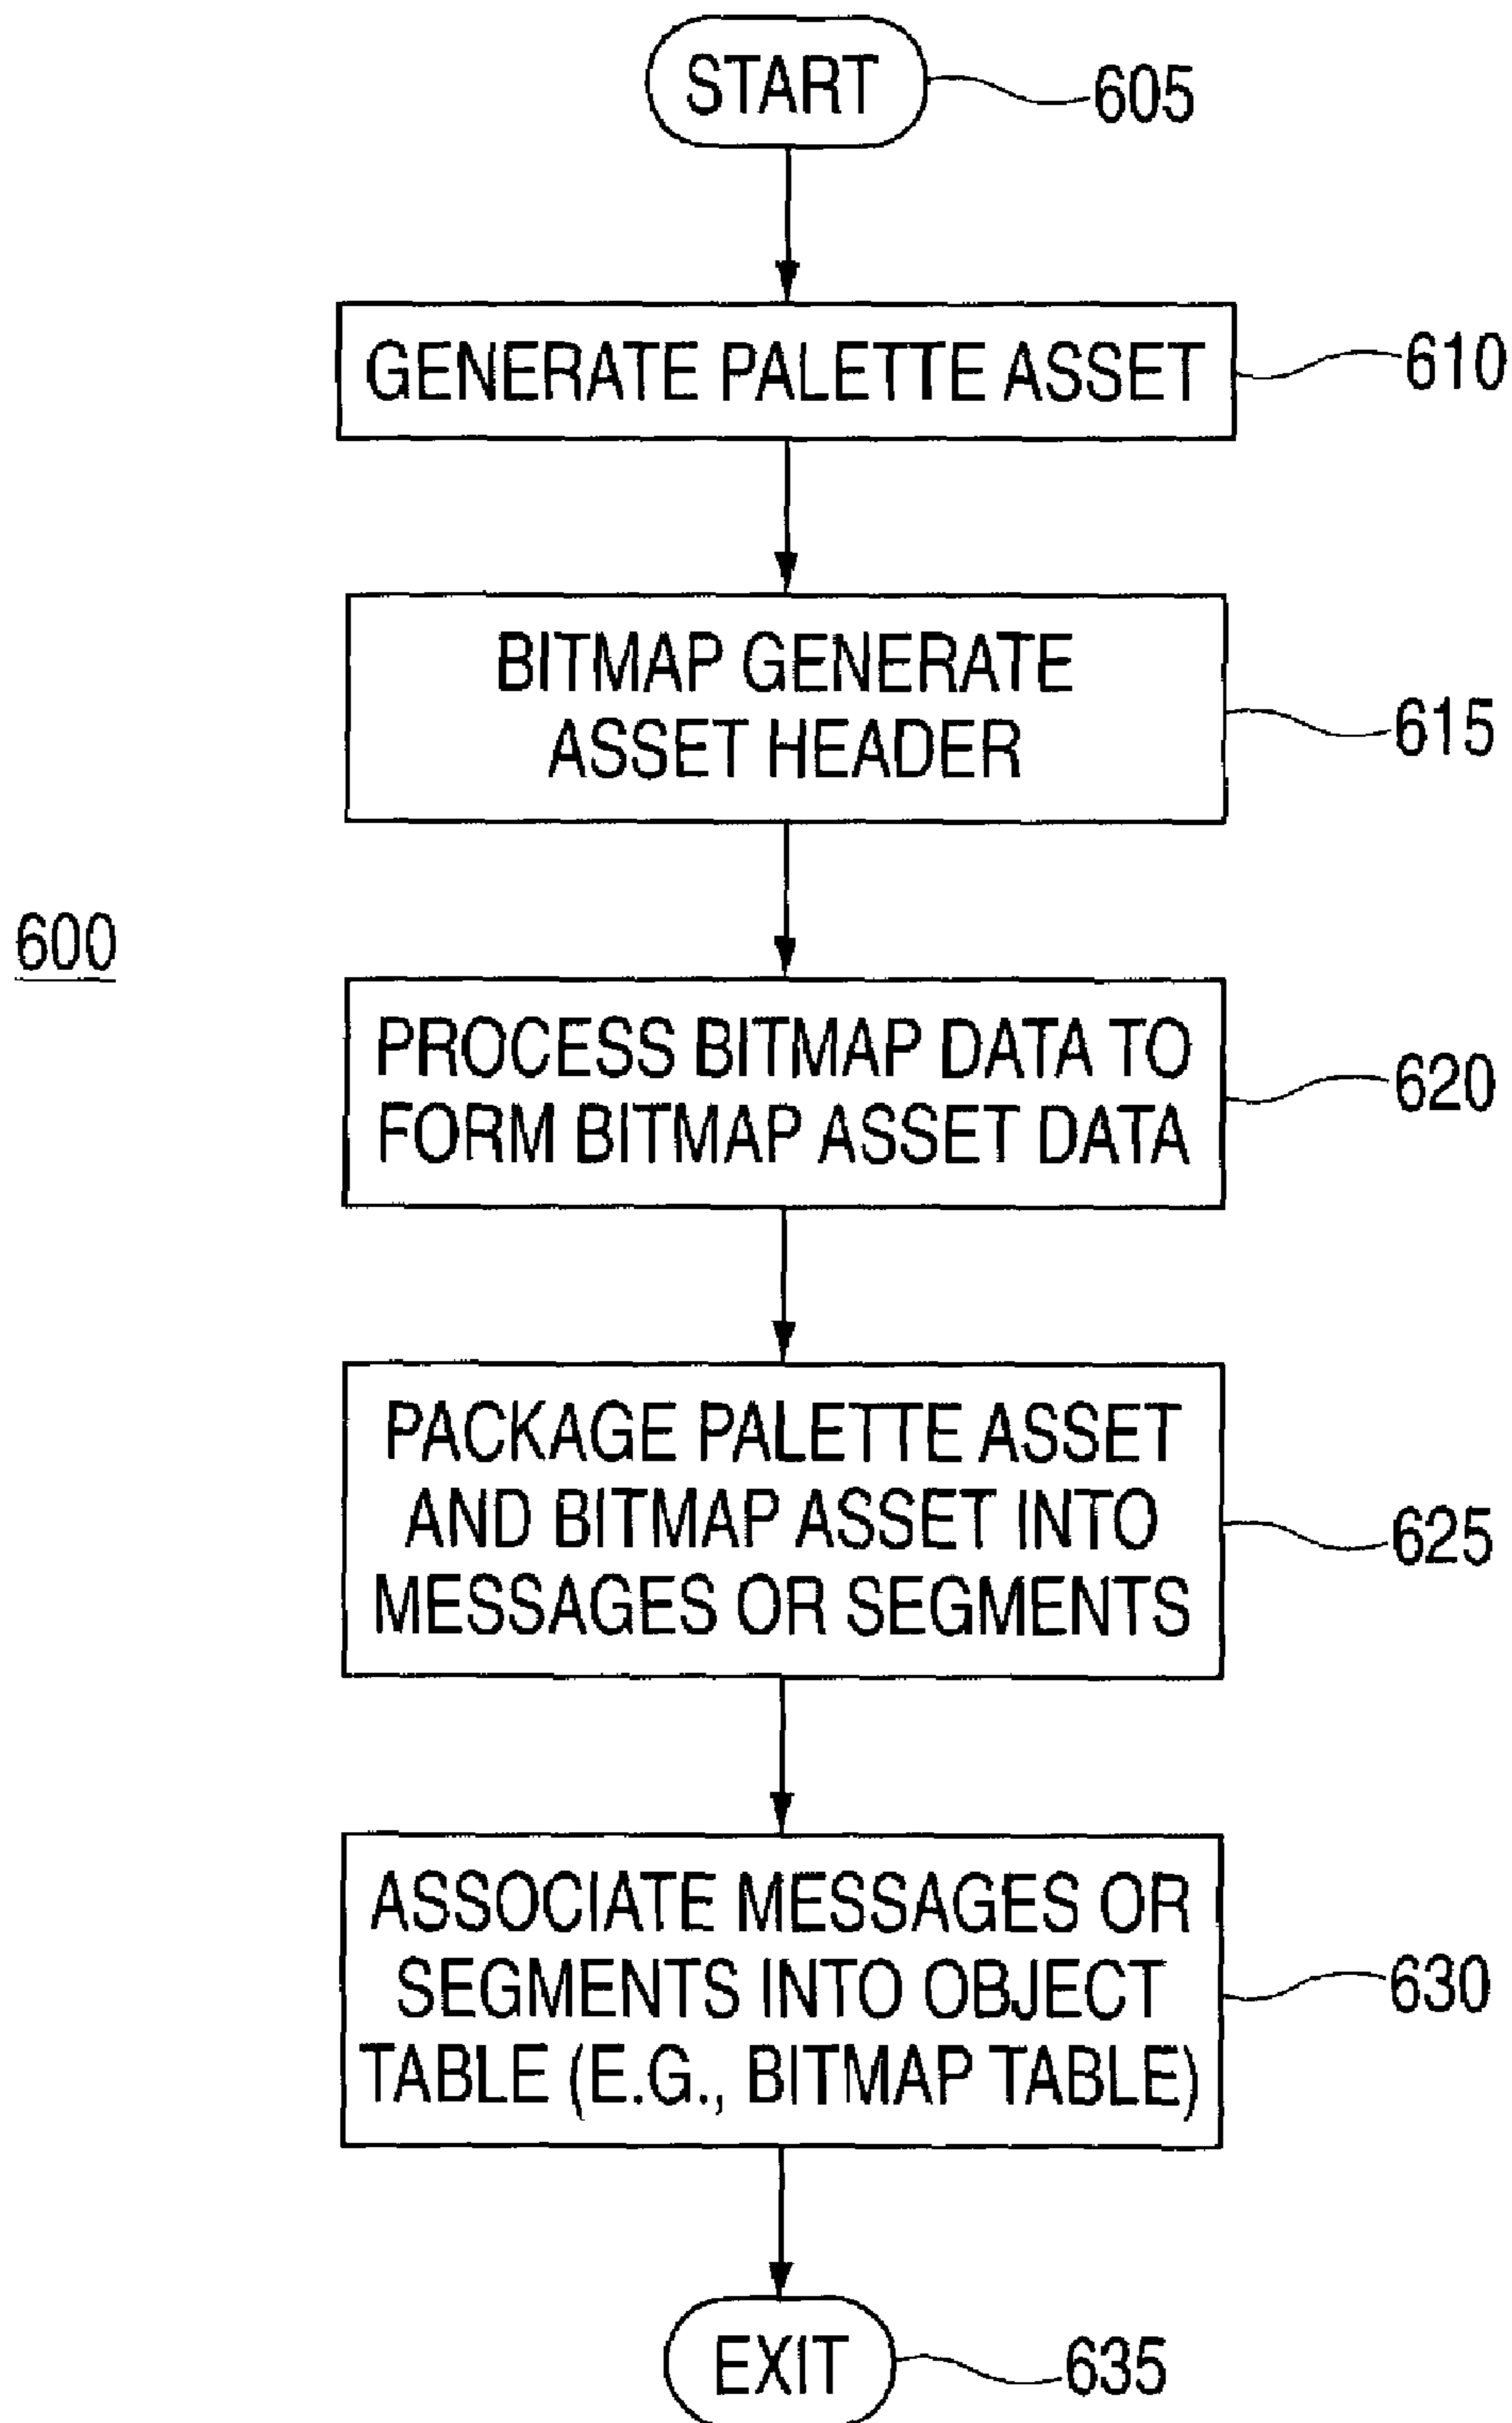 START
605
GENERATE PALETTE ASSET
610
BITMAP GENERATE
ASSET HEADER
615
600
PROCESS BITMAP DATA TO
FORM BITMAP ASSET DATA
620
PACKAGE PALETTE ASSET
AND BITMAP ASSET INTO
MESSAGES OR SEGMENTS
625
ASSOCIATE MESSAGES OR
SEGMENTS INTO OBJECT
TABLE (E.G., BITMAP TABLE)
630
EXIT
635